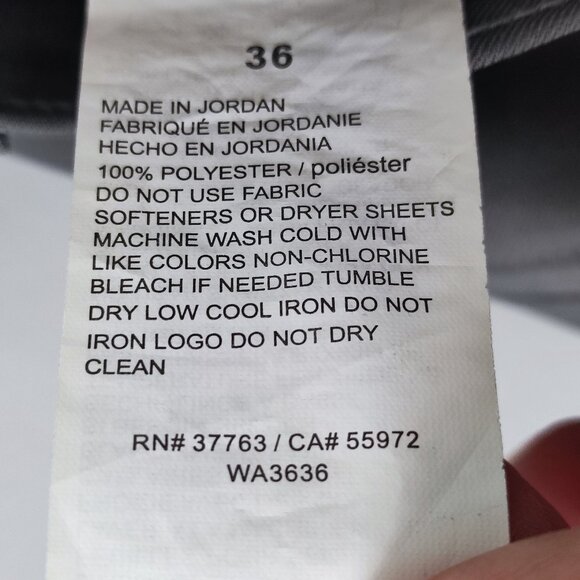 36
MADE IN JORDAN
FABRIQUÉ EN JORDANIE
HECHO EN JORDANIA
100% POLYESTER / poliéster
DO NOT USE FABRIC
SOFTENERS OR DRYER SHEETS
MACHINE WASH COLD WITH
LIKE COLORS NON-CHLORINE
BLEACH IF NEEDED TUMBLE
DRY LOW COOL IRON DO NOT
IRON LOGO DO NOT DRY
CLEAN
RN# 37763 / CA# 55972
WA3636